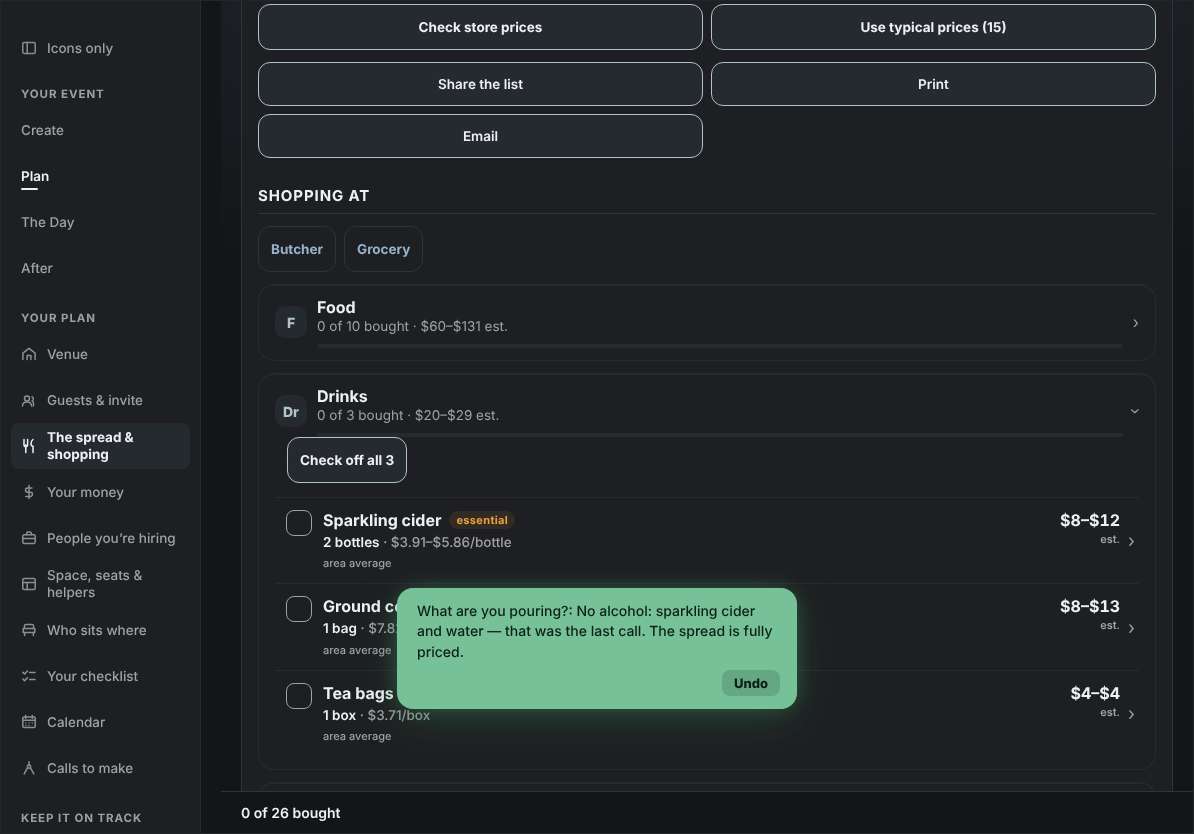 Icons only
YOUR EVENT
Create
Plan
The Day
After
YOUR PLAN
Venue
Guests & invite
The spread &
shopping
Your money
People you're hiring
Space, seats &
helpers
Who sits where
Your checklist
Calendar
Calls to make
KEEP IT ON TRACK
Check store prices
Use typical prices (15)
Share the list
Print
Email
SHOPPING AT
Butcher
Grocery
F
Food
0 of 10 bought · $60–$131 est.
Dr
Drinks
0 of 3 bought · $20–$29 est.
Check off all 3
Sparkling cider essential
$8–$12
2 bottles · $3.91–$5.86/bottle
est.
area average
Ground
$8–$13
1 bag ·
est.
area average
What are you pouring?: No alcohol: sparkling cider
and water — that was the last call. The spread is fully
priced.
Undo
Tea bags
$4–$4
1 box · $3.71/box
est.
area average
0 of 26 bought